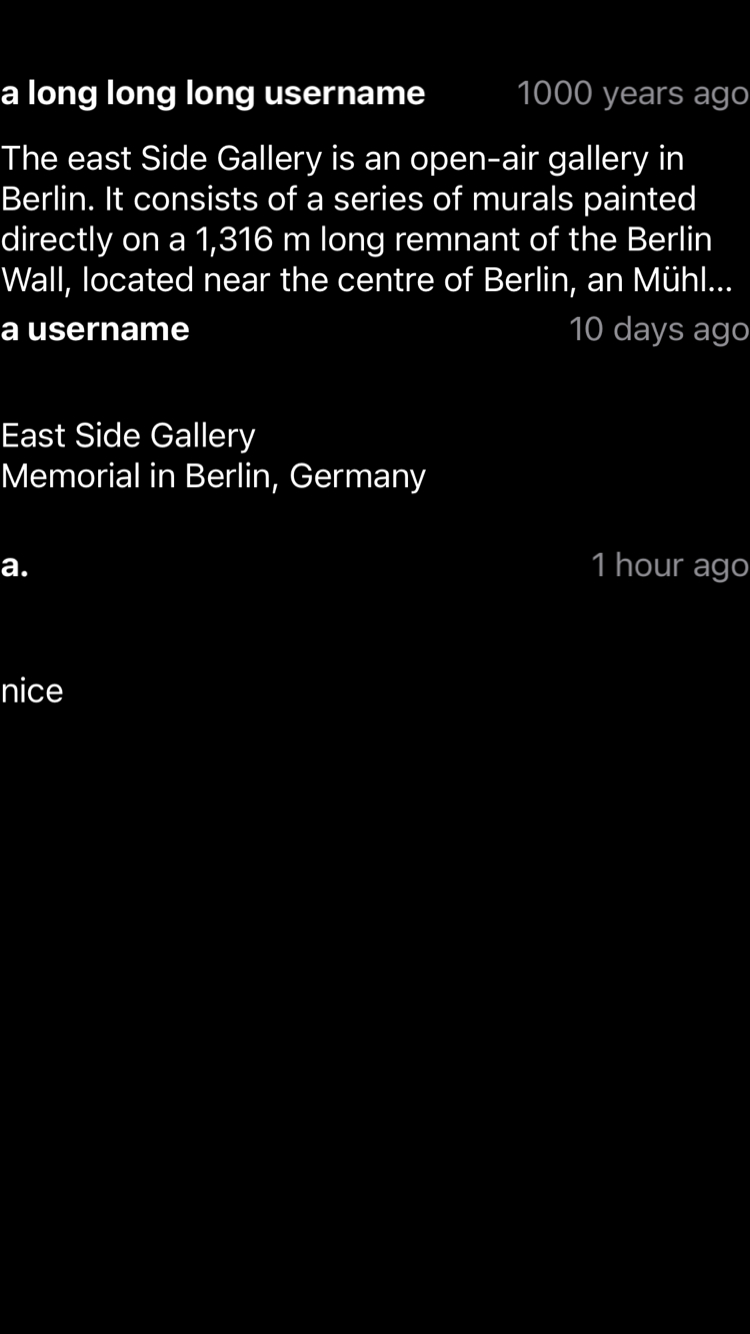 a long long long username 1000 years ago
The east Side Gallery is an open-air gallery in
Berlin. It consists of a series of murals painted
directly on a 1,316 m long remnant of the Berlin
Wall, located near the centre of Berlin, an Mühl...
a username 10 days ago
East Side Gallery
Memorial in Berlin, Germany
a. 1 hour ago
nice